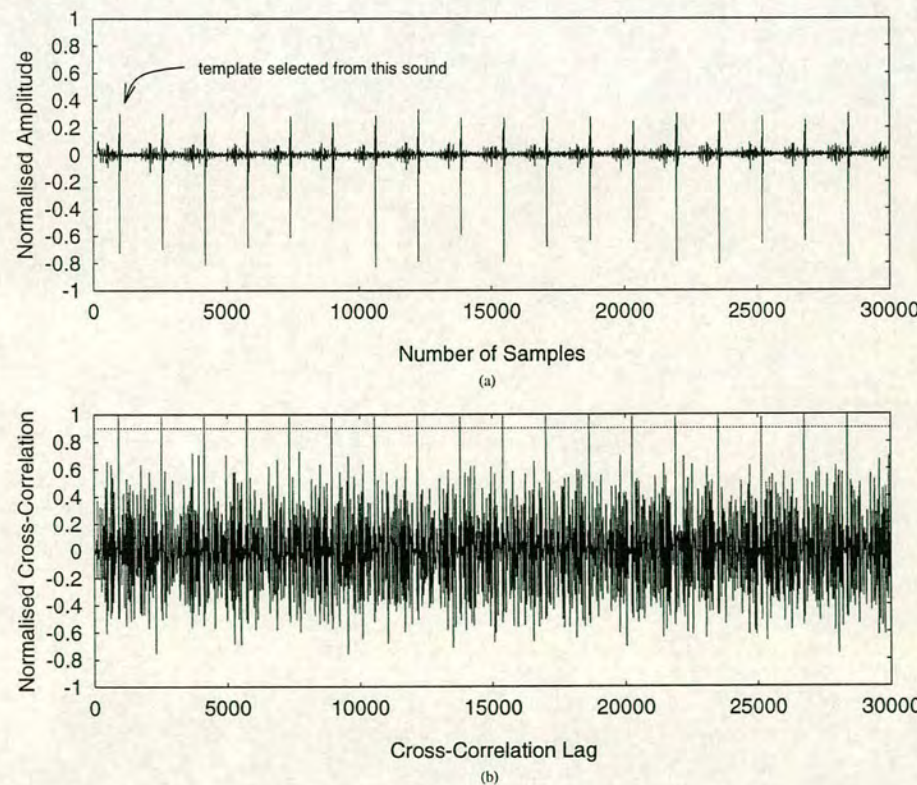 1
0.8
0.6
0.4
0.2
0
-0.2
-0.4
-0.6
-0.8
-1
Normalised Amplitude
template selected from this sound
0 5000 10000 15000 20000 25000 30000
Number of Samples
(a)
1
0.8
0.6
0.4
0.2
0
-0.2
-0.4
-0.6
-0.8
-1
Normalised Cross-Correlation
0 5000 10000 15000 20000 25000 30000
Cross-Correlation Lag
(b)